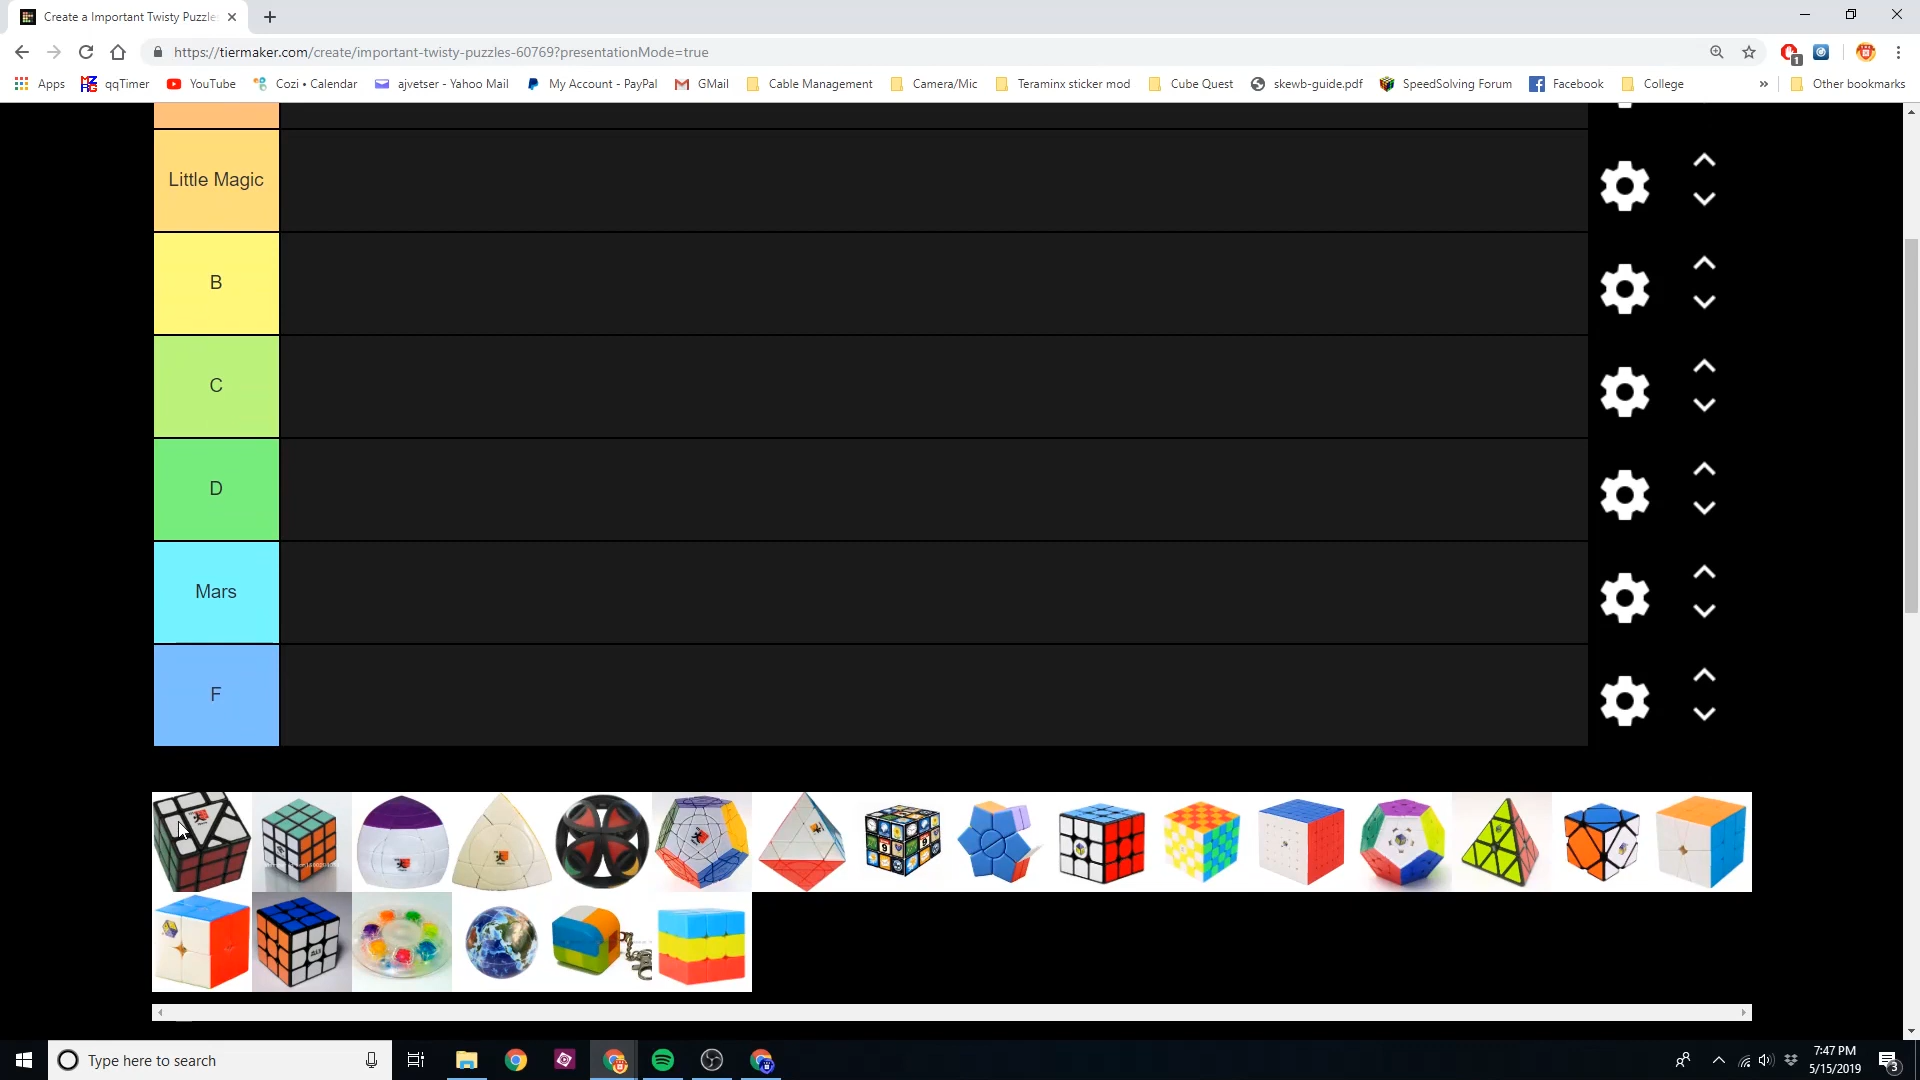 Create a Important Twisty Puzzle
https://tiermaker.com/create/important-twisty-puzzles-60769?presentationMode=true
1
Apps qqTimer YouTube Cozi • Calendar ajvetser - Yahoo Mail My Account - PayPal GMail Cable Management Camera/Mic Teraminx sticker mod Cube Quest skewb-guide.pdf SpeedSolving Forum Facebook College » Other bookmarks
Little Magic
B
C
D
Mars
F
Type here to search
7:47 PM
5/15/2019
3